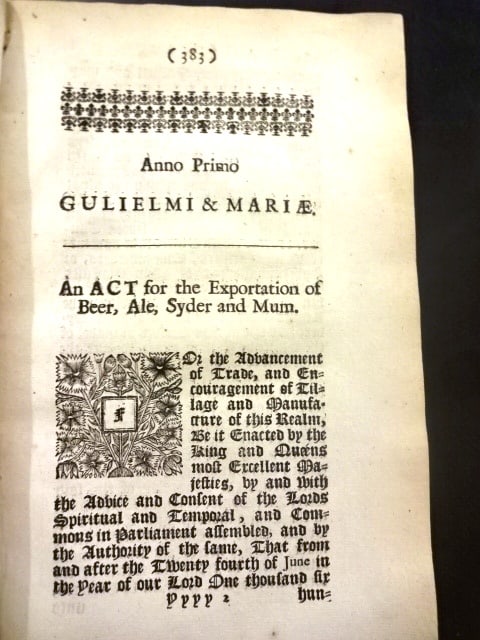 (383)
Anno Primo
GULIELMI & MARIÆ.
An ACT for the Exportation of
Beer, Ale, Syder and Mum.
FOr the Advancement
of Trade, and En=
couragement of Til=
lage and Manufa=
cture of this Realm,
Be it Enacted by the
King and Queens
most Excellent Ma=
jesties, by and with
the Advice and Consent of the Lords
Spiritual and Temporal, and Com=
mons in Parliament assembled, and by
the Authority of the same, That from
and after the Twenty fourth of June in
the Year of our Lord One thousand six
Yyyy 2 hun=